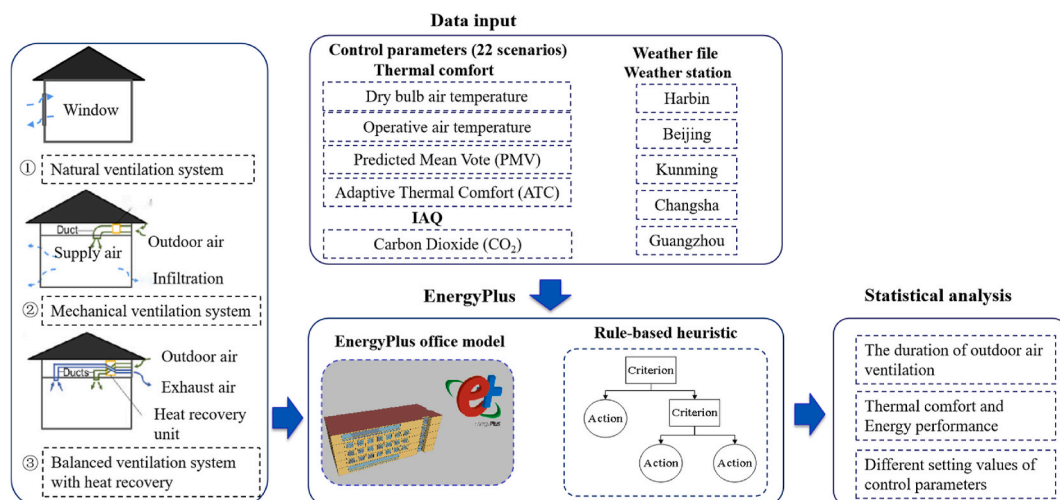 Data input
Window
① Natural ventilation system
Duct
Outdoor air
Supply air
Infiltration
② Mechanical ventilation system
Outdoor air
Ducts
Exhaust air
Heat recovery
unit
③ Balanced ventilation system
with heat recovery
Control parameters (22 scenarios)
Thermal comfort
Dry bulb air temperature
Operative air temperature
Predicted Mean Vote (PMV)
Adaptive Thermal Comfort (ATC)
IAQ
Carbon Dioxide (CO₂)
Weather file
Weather station
Harbin
Beijing
Kunming
Changsha
Guangzhou
EnergyPlus
EnergyPlus office model
e+
EnergyPlus
Rule-based heuristic
Criterion
Action
Criterion
Action
Action
Statistical analysis
The duration of outdoor air
ventilation
Thermal comfort and
Energy performance
Different setting values of
control parameters